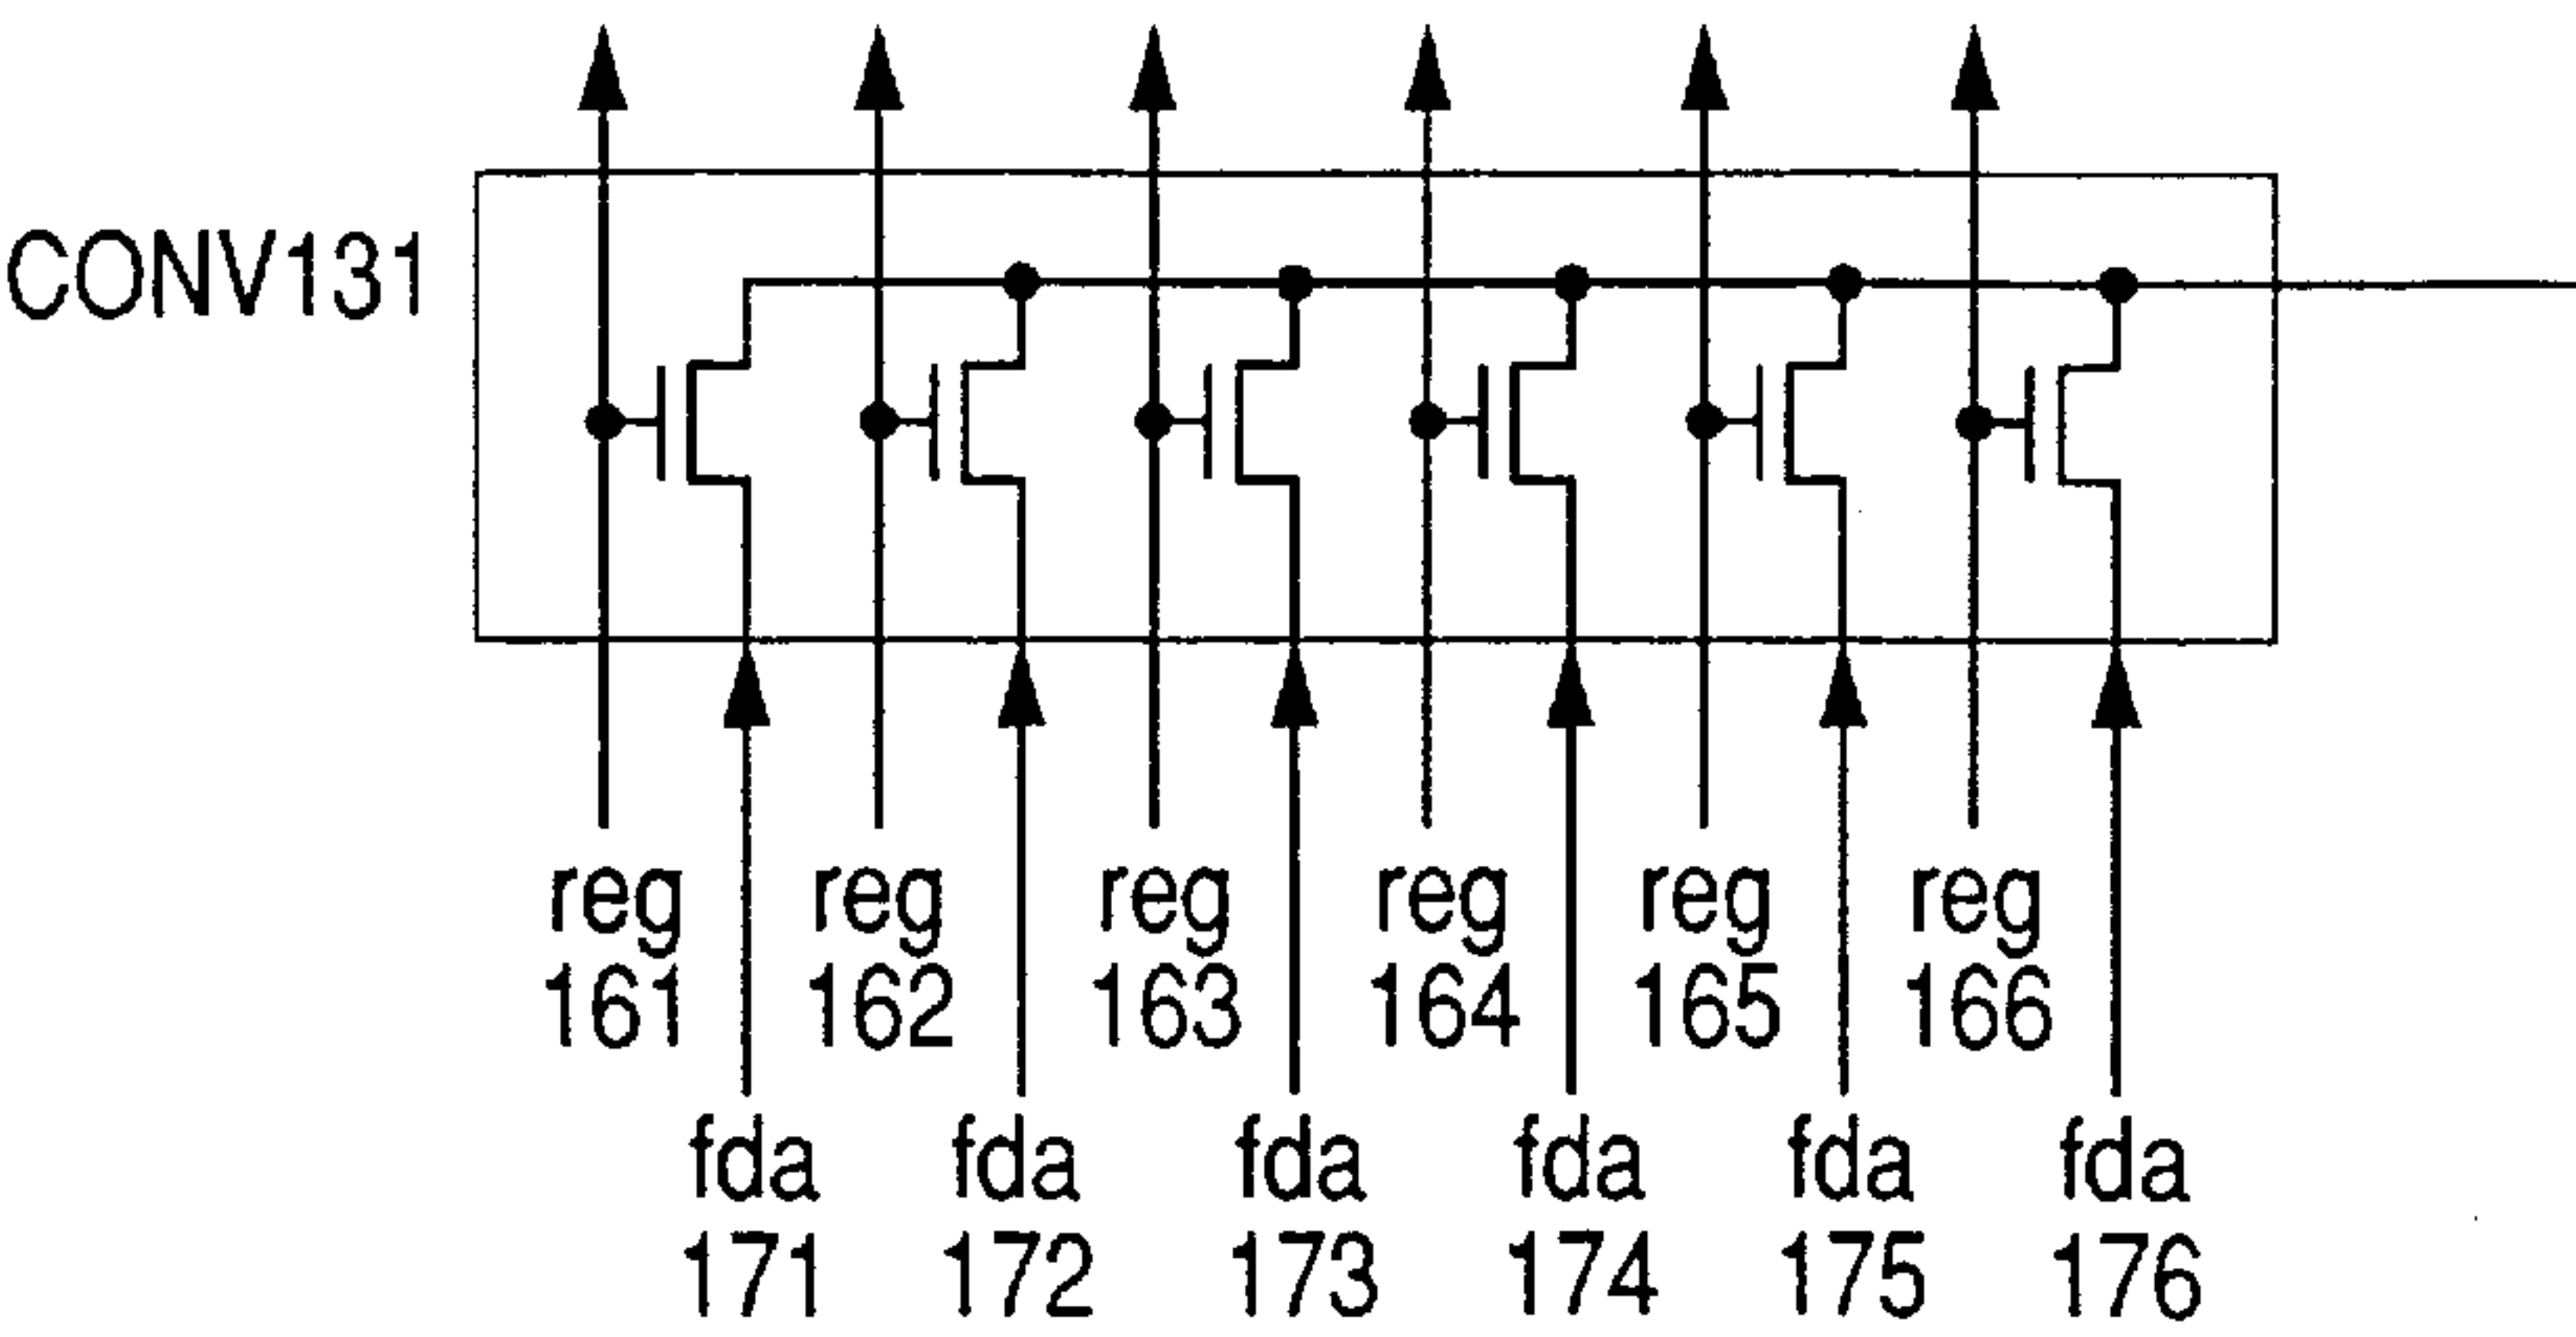 CONV131
reg reg reg reg reg reg
161 162 163 164 165 166
fda fda fda fda fda fda
171 172 173 174 175 176